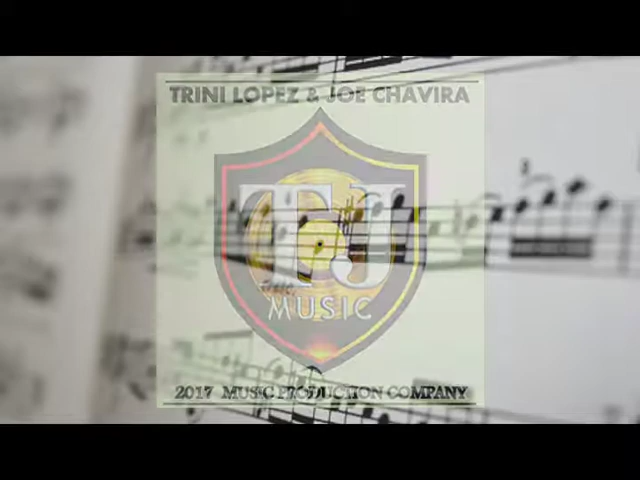 TRINI LOPEZ & JOE CHAVIRA
TJ
MUSIC
2017 MUSIC PRODUCTION COMPANY